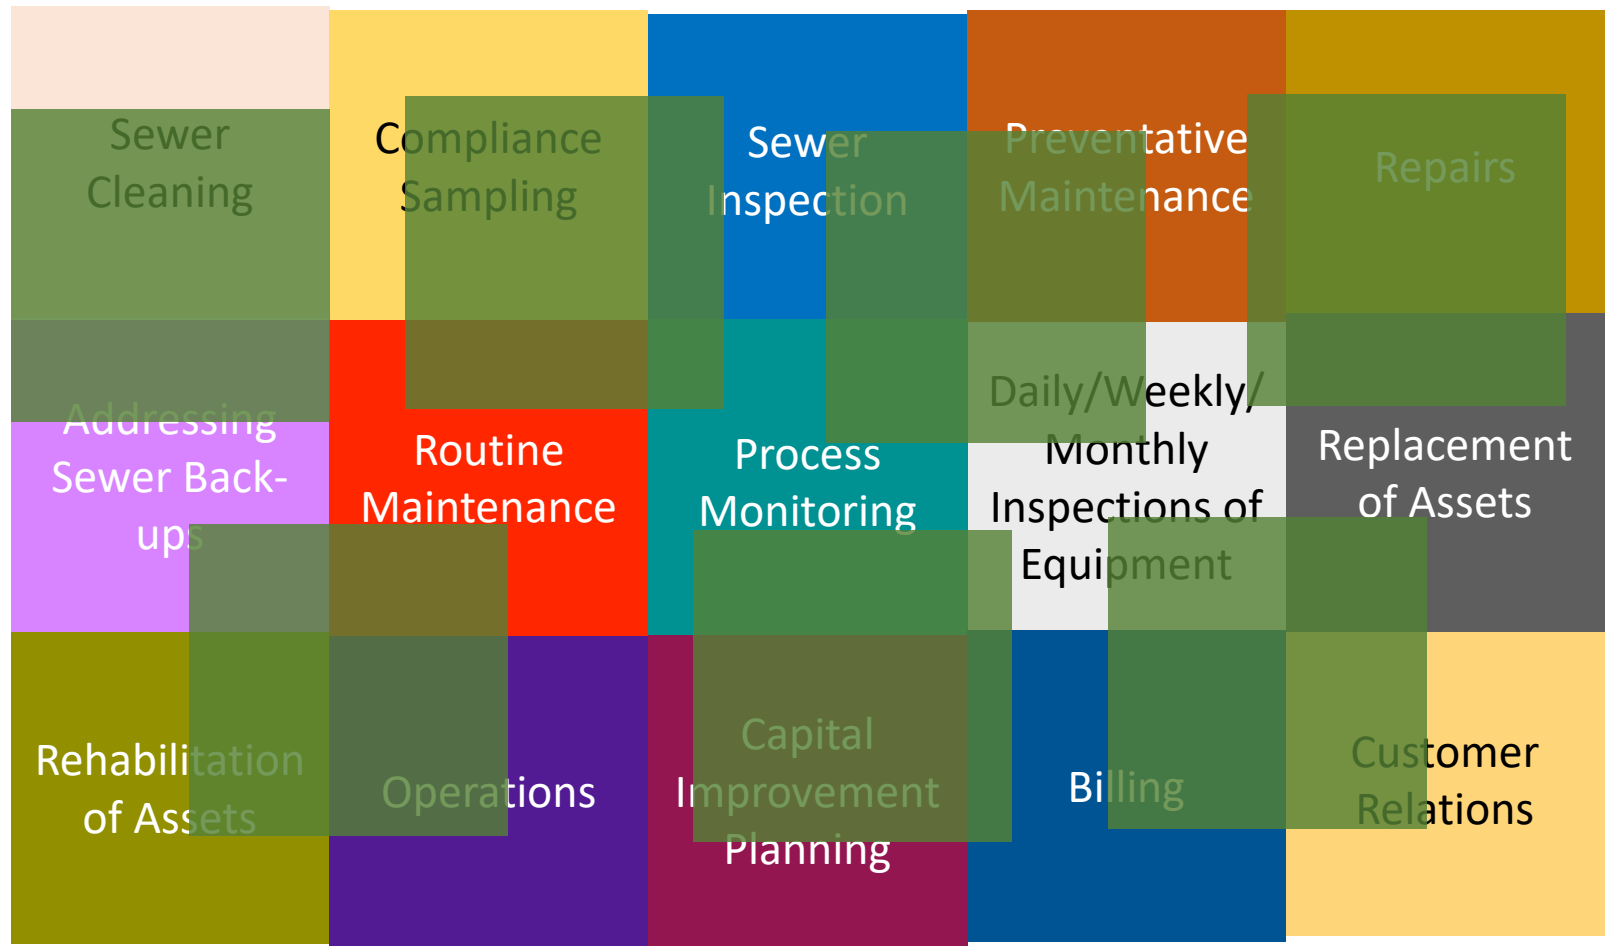 Sewer
Cleaning
Compliance
Sampling
Sewer
Inspection
Preventative
Maintenance
Repairs
Addressing
Sewer Back-
ups
Routine
Maintenance
Process
Monitoring
Daily/Weekly/
Monthly
Inspections of
Equipment
Replacement
of Assets
Rehabilitation
of Assets
Operations
Capital
Improvement
Planning
Billing
Customer
Relations